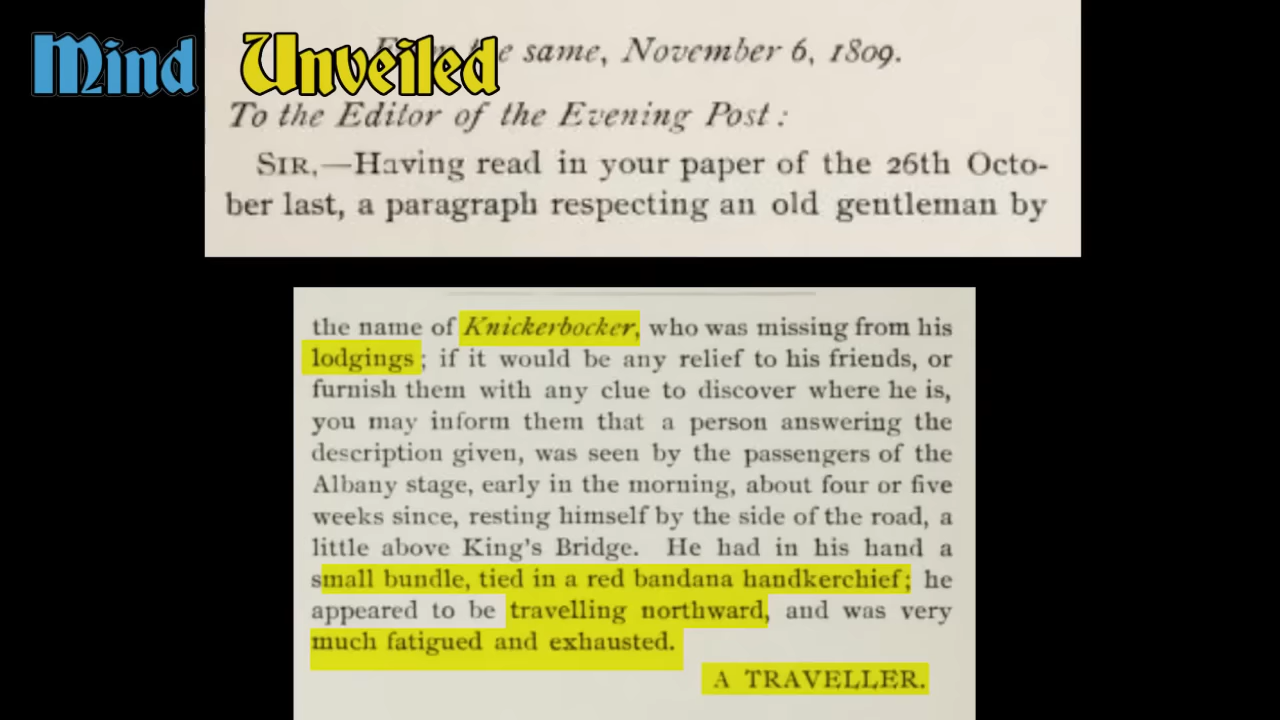 Mind Unveiled
e same, November 6, 1809.
To the Editor of the Evening Post:
SIR,—Having read in your paper of the 26th Octo-
ber last, a paragraph respecting an old gentleman by
the name of Knickerbocker, who was missing from his
lodgings; if it would be any relief to his friends, or
furnish them with any clue to discover where he is,
you may inform them that a person answering the
description given, was seen by the passengers of the
Albany stage, early in the morning, about four or five
weeks since, resting himself by the side of the road, a
little above King's Bridge. He had in his hand a
small bundle, tied in a red bandana handkerchief; he
appeared to be travelling northward, and was very
much fatigued and exhausted.
A TRAVELLER.